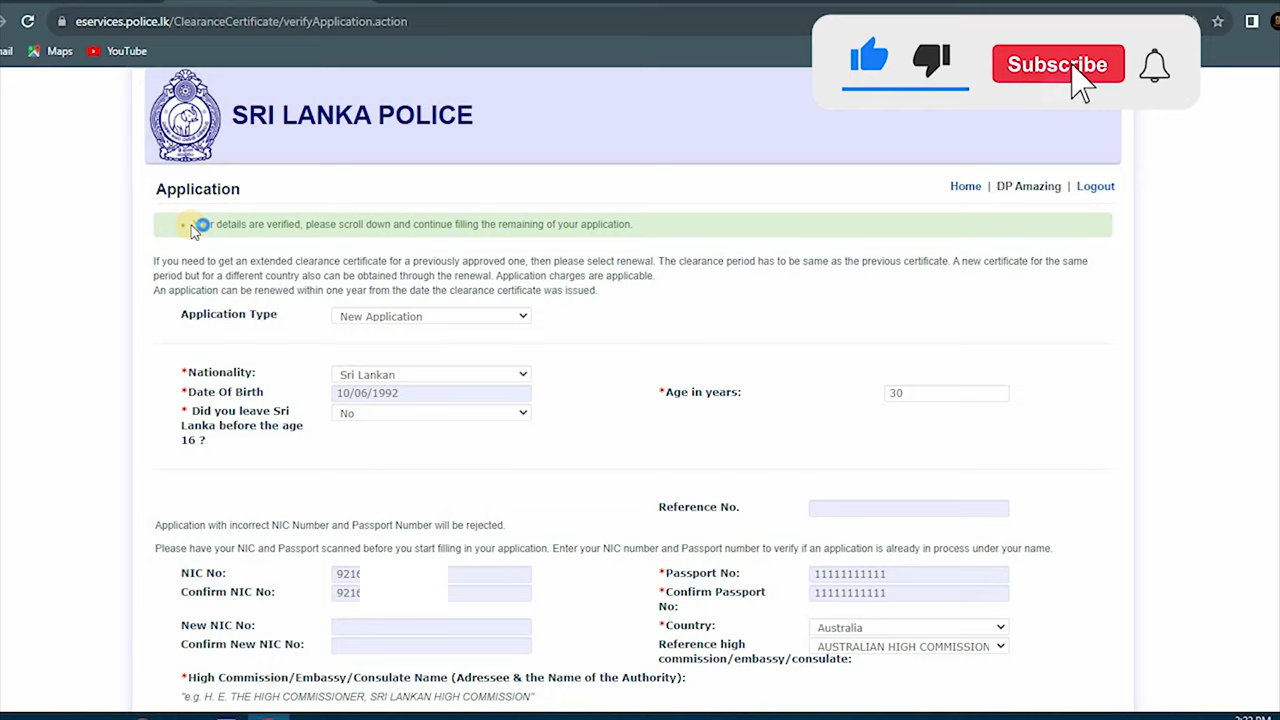 eservices.police.lk/ClearanceCertificate/verifyApplication.action
Maps YouTube
Subscribe
SRI LANKA POLICE
Application
Home | DP Amazing | Logout
details are verified, please scroll down and continue filling the remaining of your application.
If you need to get an extended clearance certificate for a previously approved one, then please select renewal. The clearance period has to be same as the previous certificate. A new certificate for the same
period but for a different country also can be obtained through the renewal. Application charges are applicable.
An application can be renewed within one year from the date the clearance certificate was issued.
Application Type New Application
*Nationality: Sri Lankan
*Date Of Birth 10/06/1992 *Age in years: 30
* Did you leave Sri No
Lanka before the age
16 ?
Reference No.
Application with incorrect NIC Number and Passport Number will be rejected.
Please have your NIC and Passport scanned before you start filling in your application. Enter your NIC number and Passport number to verify if an application is already in process under your name.
NIC No: 9216 *Passport No: 11111111111
Confirm NIC No: 9216 *Confirm Passport 11111111111
No:
New NIC No: *Country: Australia
Confirm New NIC No: Reference high AUSTRALIAN HIGH COMMISSION
commission/embassy/consulate:
*High Commission/Embassy/Consulate Name (Adressee & the Name of the Authority):
"e.g. H. E. THE HIGH COMMISSIONER, SRI LANKAN HIGH COMMISSION"